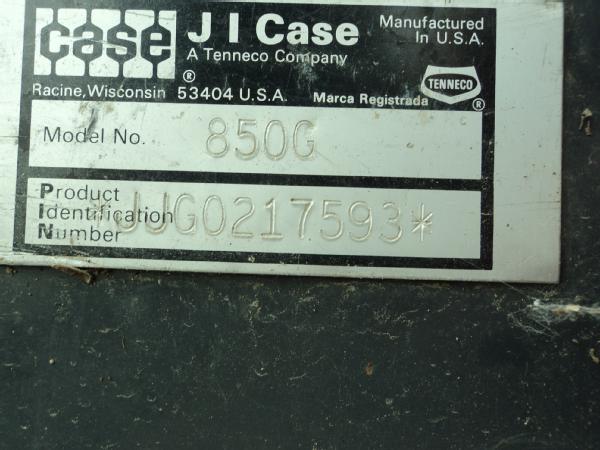 case J I Case Manufactured
In U.S.A.
A Tenneco Company
®
Racine, Wisconsin 53404 U.S.A. Marca Registrada TENNECO ®
Model No. 850G
Product
Identification *JJG0217593*
Number